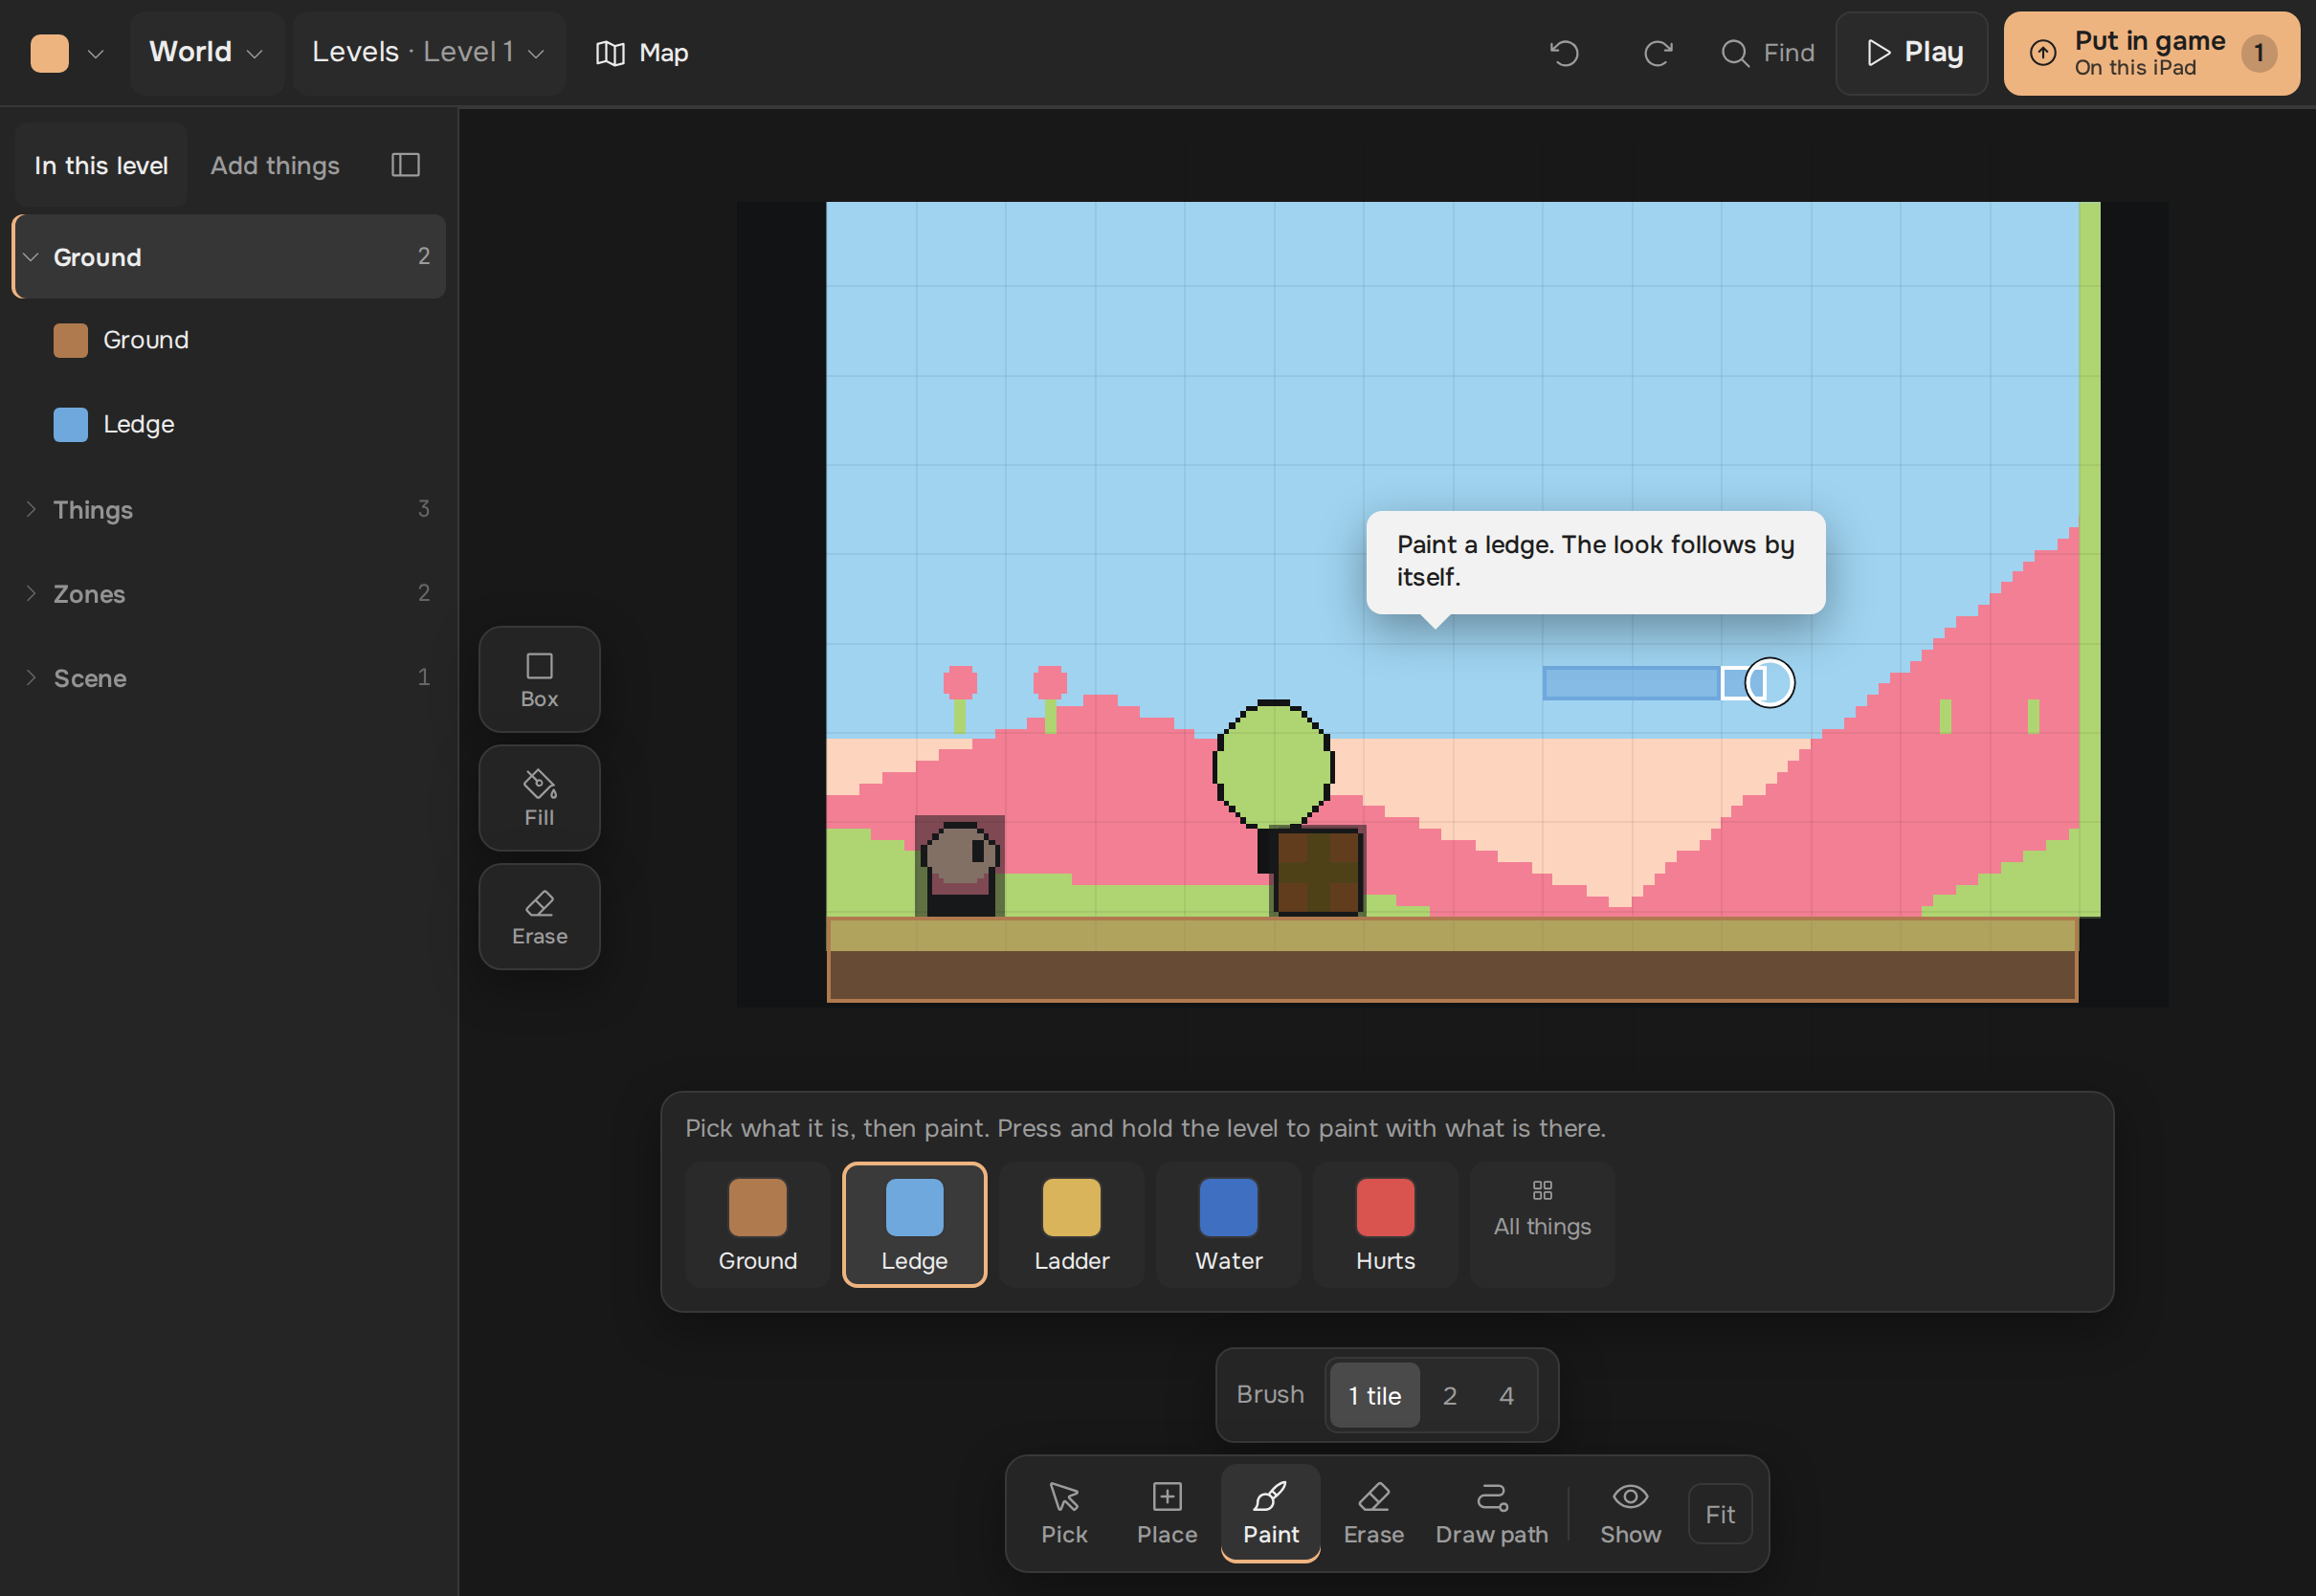 World
Levels · Level 1
Map
Find
Play
Put in game
On this iPad
1
In this level
Add things
Ground 2
Ground
Ledge
Things 3
Zones 2
Scene 1
Box
Fill
Erase
Paint a ledge. The look follows by
itself.
Pick what it is, then paint. Press and hold the level to paint with what is there.
Ground
Ledge
Ladder
Water
Hurts
All things
Brush
1 tile
2
4
Pick
Place
Paint
Erase
Draw path
Show
Fit